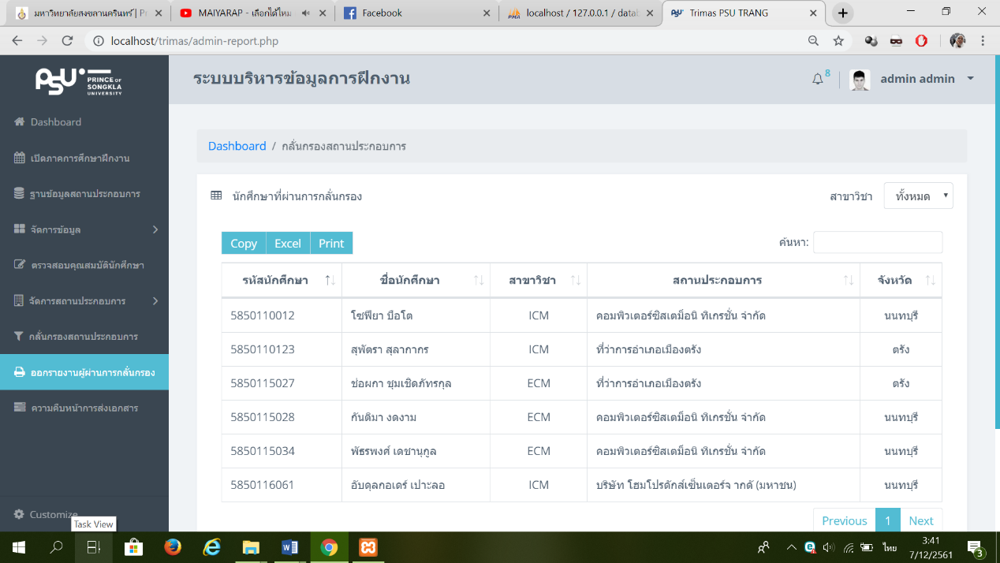 มหาวิทยาลัยสงขลานครินทร์ | Pr
MAIYARAP - เลือกได้ไหม
Facebook
localhost / 127.0.0.1 / datab
Trimas PSU TRANG
localhost/trimas/admin-report.php
PSU PRINCE OF SONGKLA UNIVERSITY
ระบบบริหารข้อมูลการฝึกงาน
8
admin admin
Dashboard
เปิดภาคการศึกษาฝึกงาน
ฐานข้อมูลสถานประกอบการ
จัดการข้อมูล
ตรวจสอบคุณสมบัตินักศึกษา
จัดการสถานประกอบการ
กลั่นกรองสถานประกอบการ
ออกรายงานผู้ผ่านการกลั่นกรอง
ความคืบหน้าการส่งเอกสาร
Customize
Task View
Dashboard / กลั่นกรองสถานประกอบการ
นักศึกษาที่ผ่านการกลั่นกรอง
สาขาวิชา ทั้งหมด
Copy Excel Print
ค้นหา:
รหัสนักศึกษา ชื่อนักศึกษา สาขาวิชา สถานประกอบการ จังหวัด
5850110012 โซฟียา บือโต ICM คอมพิวเตอร์ซิสเตม็อนิ ทิเกรชั่น จำกัด นนทบุรี
5850110123 สุพัตรา สุลากากร ICM ที่ว่าการอำเภอเมืองตรัง ตรัง
5850115027 ช่อผกา ชุมเชิดภัทรกุล ECM ที่ว่าการอำเภอเมืองตรัง ตรัง
5850115028 กันติมา งดงาม ECM คอมพิวเตอร์ซิสเตม็อนิ ทิเกรชั่น จำกัด นนทบุรี
5850115034 พัธรพงศ์ เดชานุกูล ECM คอมพิวเตอร์ซิสเตม็อนิ ทิเกรชั่น จำกัด นนทบุรี
5850116061 อับดุลกอเดร์ เปาะลอ ICM บริษัท โฮมโปรดักส์เซ็นเตอร์จ ากดั (มหาชน) นนทบุรี
Previous 1 Next
ไทย
3:41
7/12/2561
3